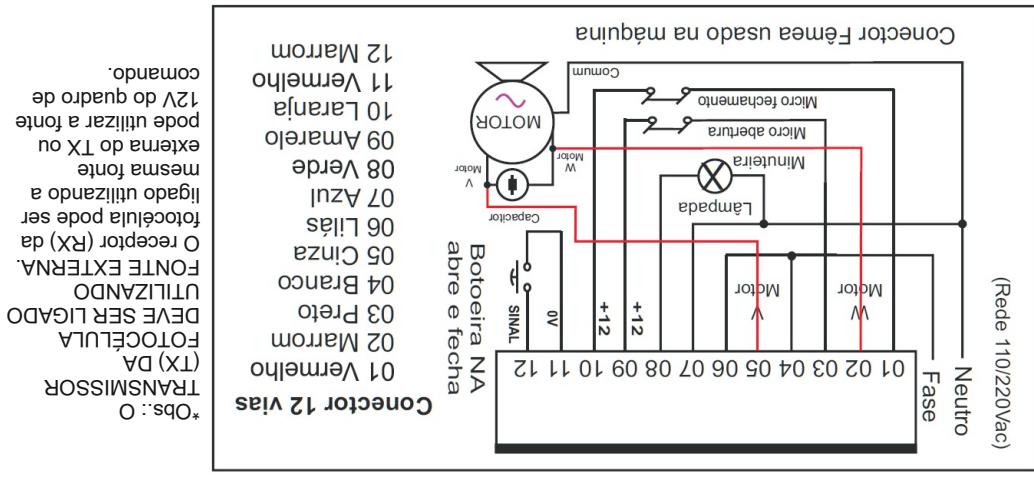 Conector Fêmea usado na máquina
(Rede 110/220Vac)
Neutro
Fase
01 02 03 04 05 06 07 08 09 10 11 12
Motor
W
Motor
V
+12
+12
0V
SINAL
Botoeira NA
abre e fecha
Lâmpada
Minuteira
Micro abertura
Micro fechamento
Comum
Capacitor
Motor
W
Motor
V
MOTOR
Conector 12 vias
01 Vermelho
02 Marrom
03 Preto
04 Branco
05 Cinza
06 Lilás
07 Azul
08 Verde
09 Amarelo
10 Laranja
11 Vermelho
12 Marrom
*Obs.: O
TRANSMISSOR
(TX) DA
FOTOCÉLULA
DEVE SER LIGADO
UTILIZANDO
FONTE EXTERNA.
O receptor (RX) da
fotocélula pode ser
ligado utilizando a
mesma fonte
externa do TX ou
pode utilizar a fonte
12V do quadro de
comando.